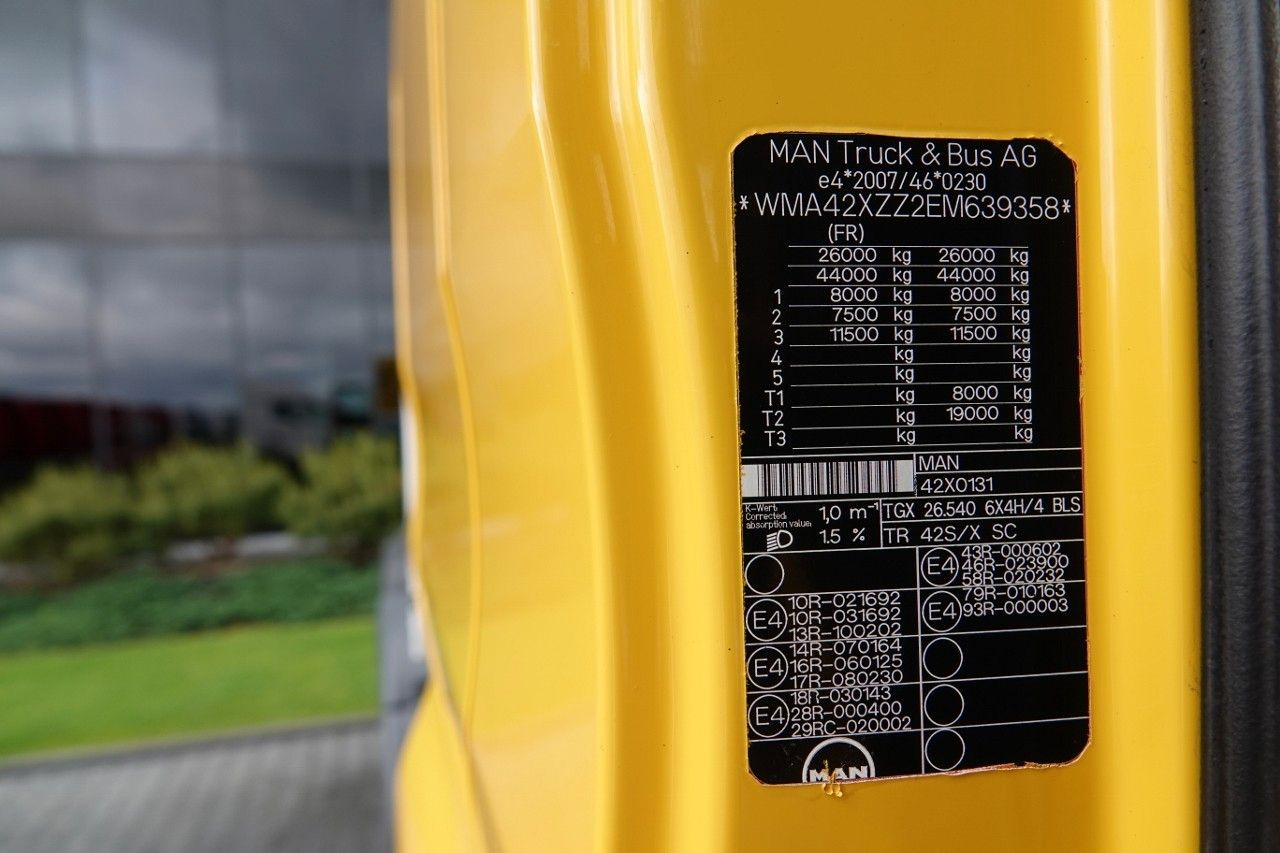 MAN Truck & Bus AG
e4*2007/46*0230
*WMA42XZZ2EM639358*
(FR)
26000 kg 26000 kg
44000 kg 44000 kg
1 8000 kg 8000 kg
2 7500 kg 7500 kg
3 11500 kg 11500 kg
4 kg kg
5 kg kg
T1 kg 8000 kg
T2 kg 19000 kg
T3 kg kg
MAN
42X0131
K-Wert:
Corrected
absorption value:
1,0 m⁻¹
1.5 %
TGX 26.540 6X4H/4 BLS
TR 42S/X SC
E4
10R-021692
10R-031692
13R-100202
E4
14R-070164
16R-060125
17R-080230
E4
18R-030143
28R-000400
29RC-020002
E4
43R-000602
46R-023900
58R-020232
E4
79R-010163
93R-000003
MAN